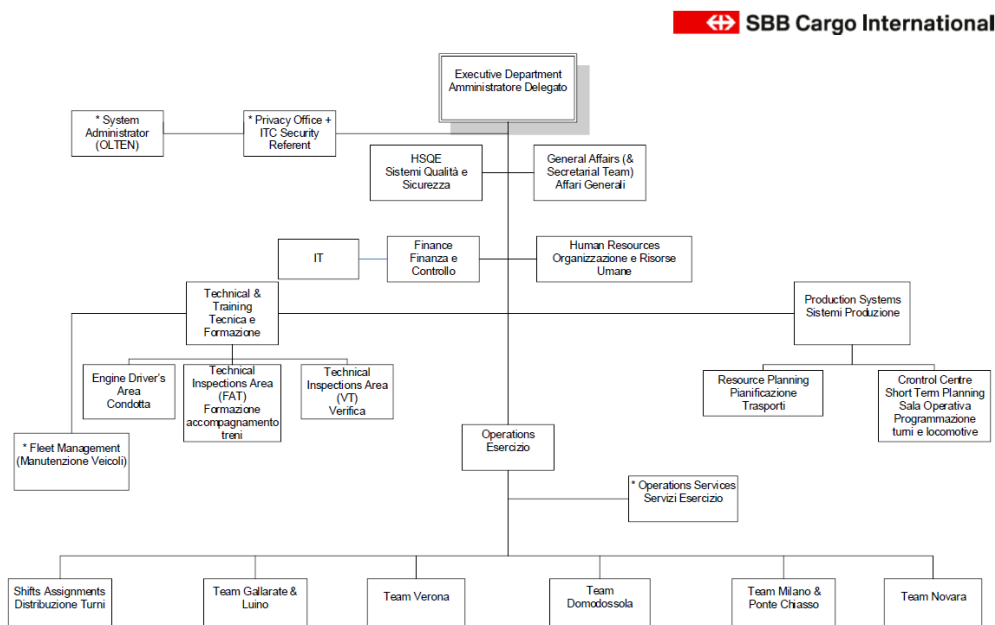 SBB Cargo International
Executive Department
Amministratore Delegato
* System
Administrator
(OLTEN)
* Privacy Office +
ITC Security
Referent
HSQE
Sistemi Qualità e
Sicurezza
General Affairs (&
Secretarial Team)
Affari Generali
IT
Finance
Finanza e
Controllo
Human Resources
Organizzazione e Risorse
Umane
Technical &
Training
Tecnica e
Formazione
Production Systems
Sistemi Produzione
Engine Driver's
Area
Condotta
Technical
Inspections Area
(FAT)
Formazione
accompagnamento
treni
Technical
Inspections Area
(VT)
Verifica
Resource Planning
Pianificazione
Trasporti
Crontrol Centre
Short Term Planning
Sala Operativa
Programmazione
turni e locomotive
* Fleet Management
(Manutenzione Veicoli)
Operations
Esercizio
* Operations Services
Servizi Esercizio
Shifts Assignments
Distribuzione Turni
Team Gallarate &
Luino
Team Verona
Team
Domodossola
Team Milano &
Ponte Chiasso
Team Novara